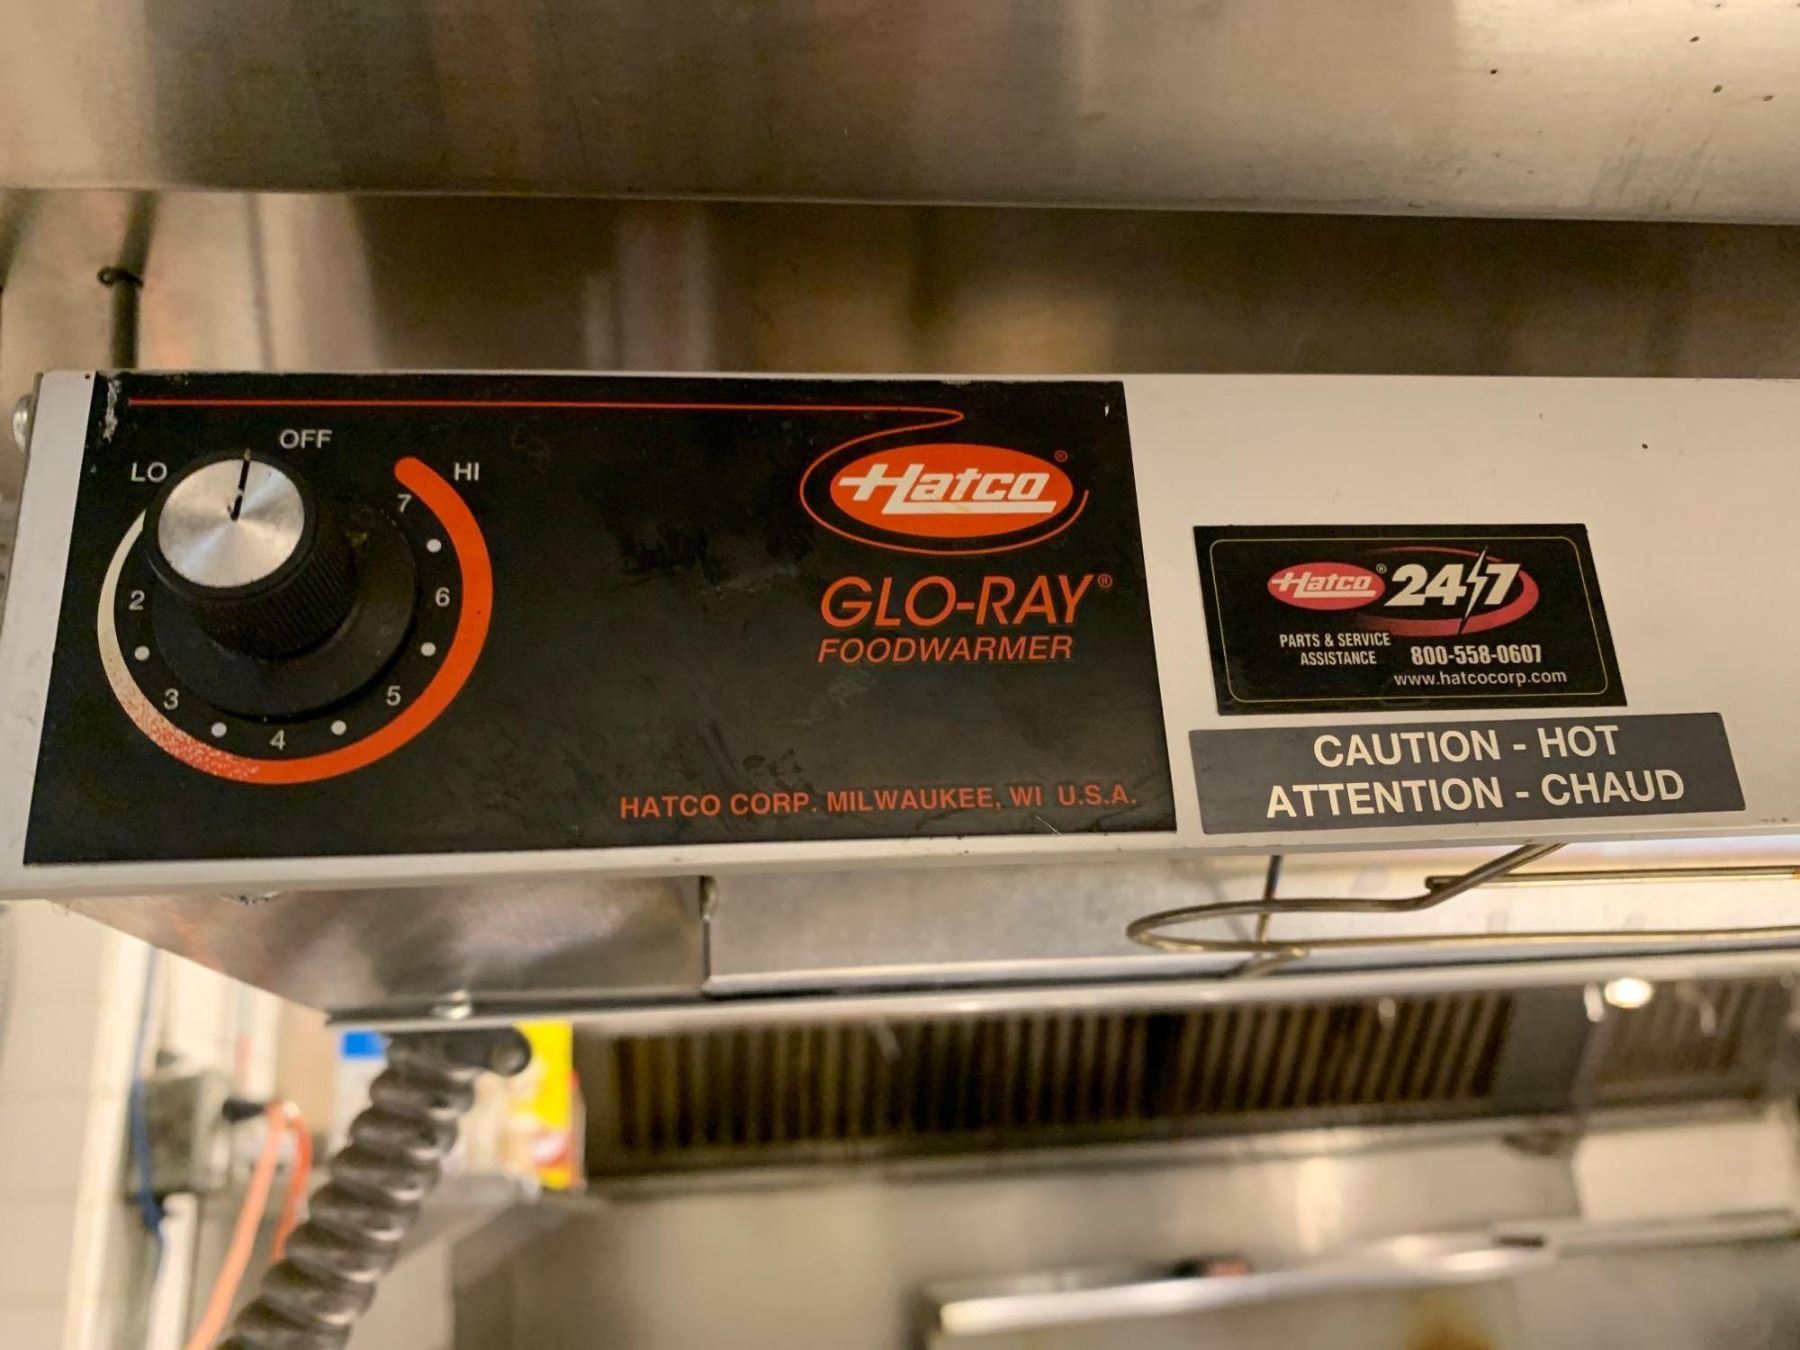 OFF
LO
HI
7
6
5
4
3
2
Hatco®
GLO-RAY®
FOODWARMER
HATCO CORP. MILWAUKEE, WI U.S.A.
Hatco® 24/7
PARTS & SERVICE
ASSISTANCE 800-558-0607
www.hatcocorp.com
CAUTION - HOT
ATTENTION - CHAUD